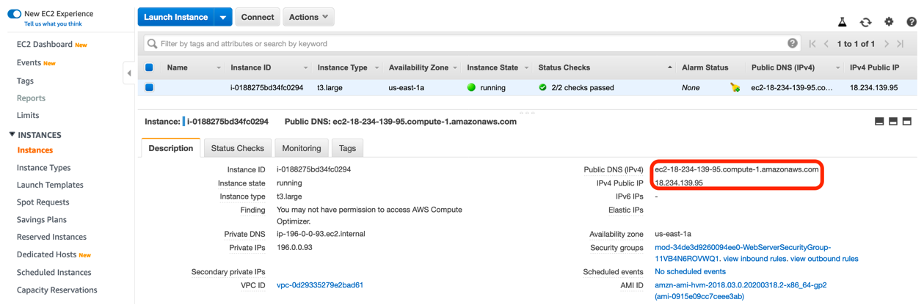 New EC2 Experience
Tell us what you think
Launch Instance Connect Actions
EC2 Dashboard New
Events New
Tags
Reports
Limits
INSTANCES
Instances
Instance Types
Launch Templates
Spot Requests
Savings Plans
Reserved Instances
Dedicated Hosts New
Scheduled Instances
Capacity Reservations
Filter by tags and attributes or search by keyword
1 to 1 of 1
Name Instance ID Instance Type Availability Zone Instance State Status Checks Alarm Status Public DNS (IPv4) IPv4 Public IP
i-0188275bd34fc0294 t3.large us-east-1a running 2/2 checks passed None ec2-18-234-139-95.co... 18.234.139.95
Instance: i-0188275bd34fc0294 Public DNS: ec2-18-234-139-95.compute-1.amazonaws.com
Description Status Checks Monitoring Tags
Instance ID i-0188275bd34fc0294
Instance state running
Instance type t3.large
Finding You may not have permission to access AWS Compute
Optimizer.
Private DNS ip-196-0-0-93.ec2.internal
Private IPs 196.0.0.93
Secondary private IPs
VPC ID vpc-0d29335279e2bad61
Public DNS (IPv4) ec2-18-234-139-95.compute-1.amazonaws.com
IPv4 Public IP 18.234.139.95
IPv6 IPs -
Elastic IPs
Availability zone us-east-1a
Security groups mod-34de3d9260094ee0-WebServerSecurityGroup-
11VB4N6ROVWQ1. view inbound rules. view outbound rules
Scheduled events No scheduled events
AMI ID amzn-ami-hvm-2018.03.0.20200318.2-x86_64-gp2
(ami-0915e09cc7ceee3ab)